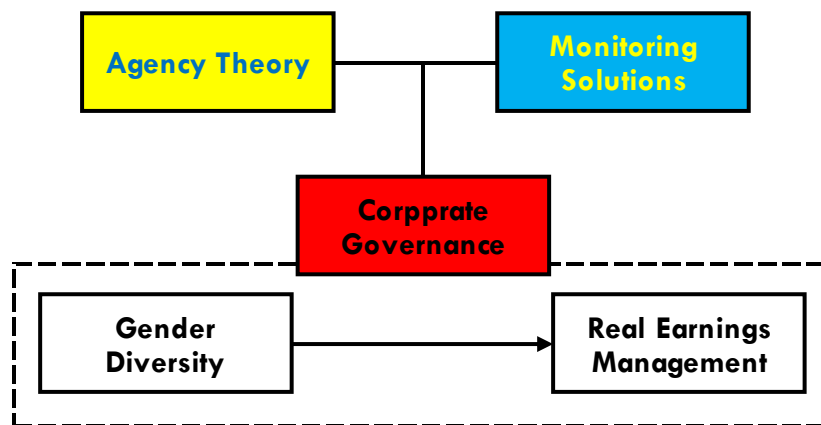 Agency Theory
Monitoring
Solutions
Corpprate
Governance
Gender
Diversity
Real Earnings
Management